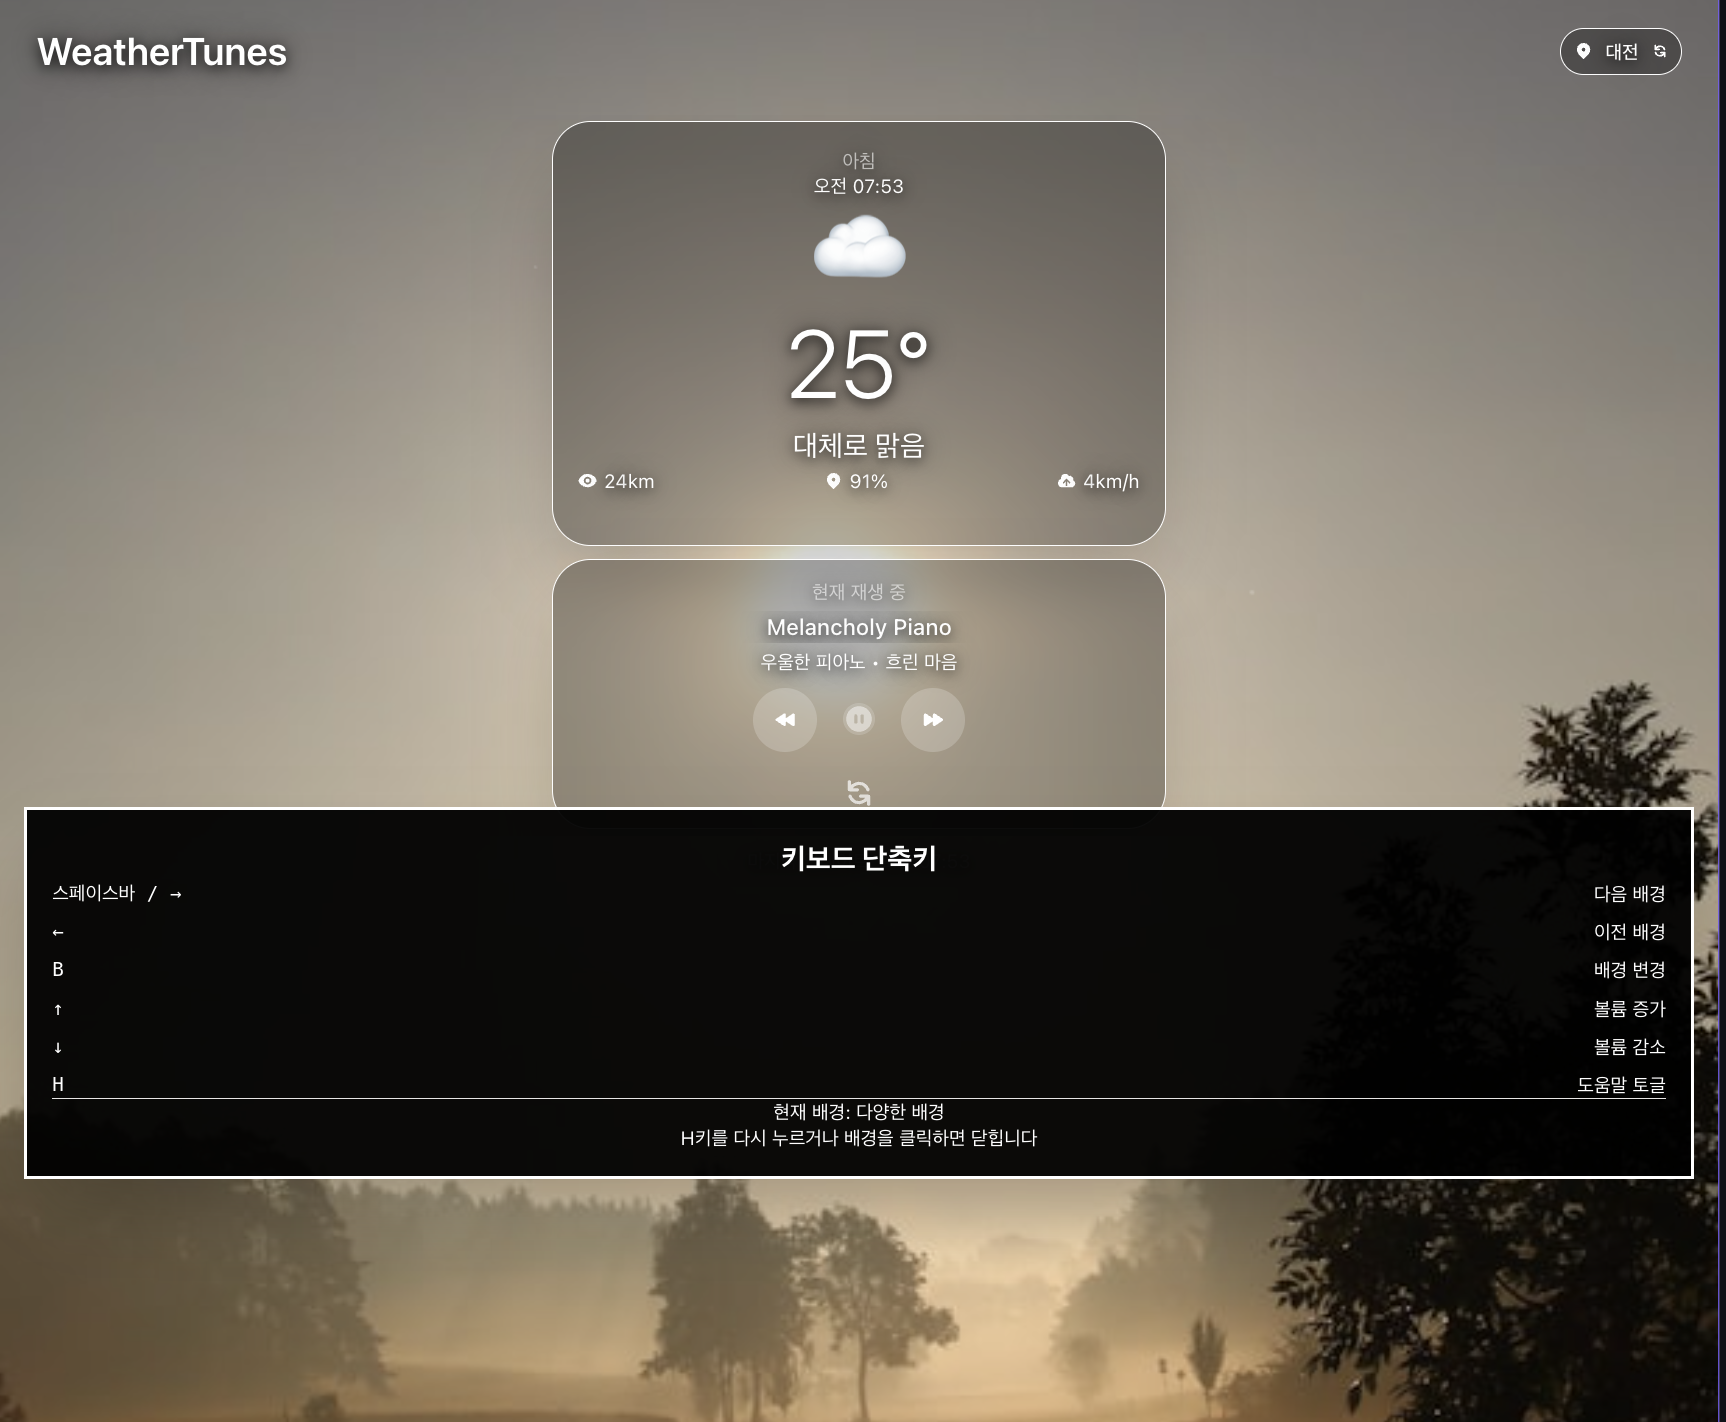 WeatherTunes
대전
아침
오전 07:53
25°
대체로 맑음
24km
91%
4km/h
현재 재생 중
Melancholy Piano
우울한 피아노 • 흐린 마음
키보드 단축키
스페이스바 / → 다음 배경
← 이전 배경
B 배경 변경
↑ 볼륨 증가
↓ 볼륨 감소
H 도움말 토글
현재 배경: 다양한 배경
H키를 다시 누르거나 배경을 클릭하면 닫힙니다